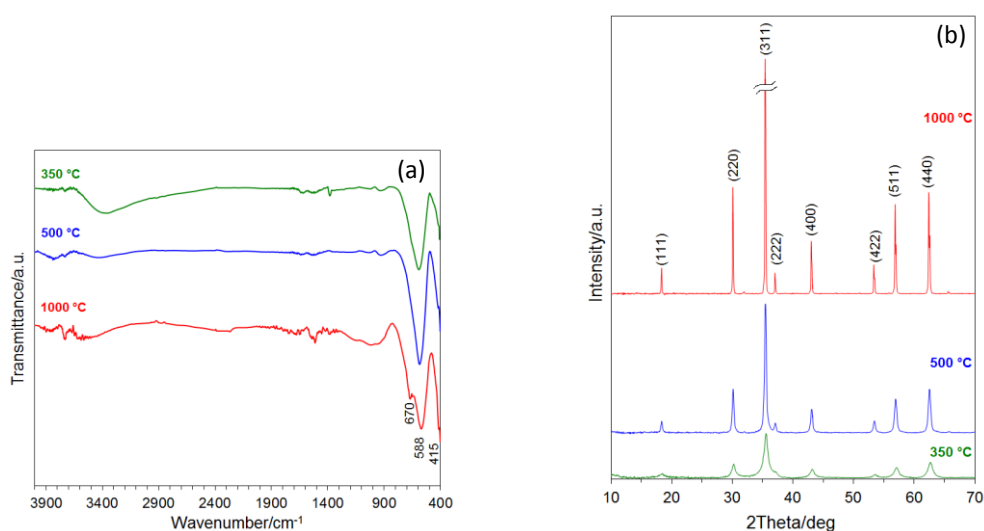 (a)
350 °C
500 °C
1000 °C
670
588
415
Transmittance/a.u.
3900 3400 2900 2400 1900 1400 900 400
Wavenumber/cm-1
(b)
(311)
1000 °C
(220)
(511)
(440)
(400)
(111)
(222)
(422)
500 °C
350 °C
Intensity/a.u.
10 20 30 40 50 60 70
2Theta/deg